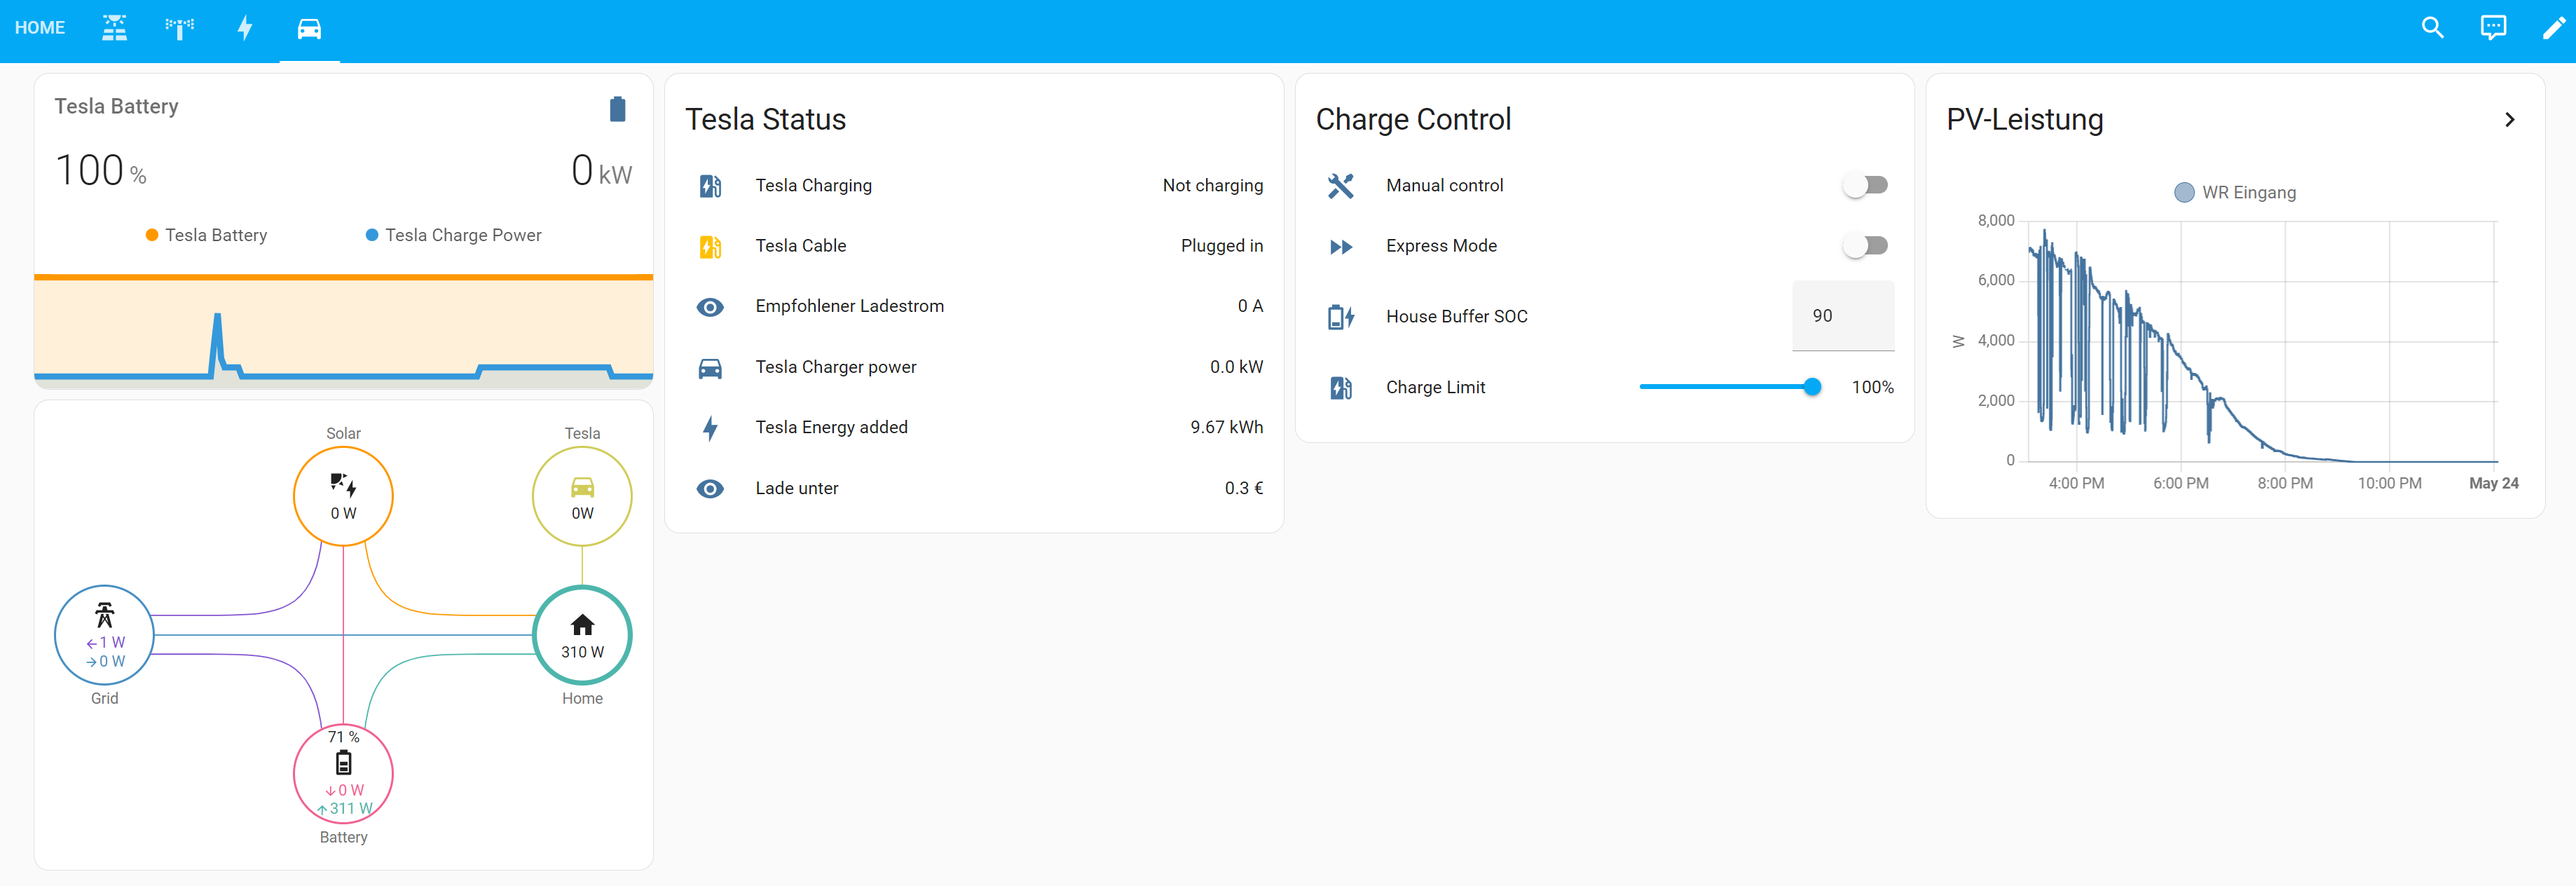 HOME
Tesla Battery
100 %
0 kW
Tesla Battery
Tesla Charge Power
Solar
0 W
Tesla
0W
←1 W
→0 W
Grid
310 W
Home
71 %
↓0 W
↑311 W
Battery
Tesla Status
Tesla Charging
Not charging
Tesla Cable
Plugged in
Empfohlener Ladestrom
0 A
Tesla Charger power
0.0 kW
Tesla Energy added
9.67 kWh
Lade unter
0.3 €
Charge Control
Manual control
Express Mode
House Buffer SOC
90
Charge Limit
100%
PV-Leistung
WR Eingang
8,000
6,000
4,000
2,000
0
W
4:00 PM
6:00 PM
8:00 PM
10:00 PM
May 24